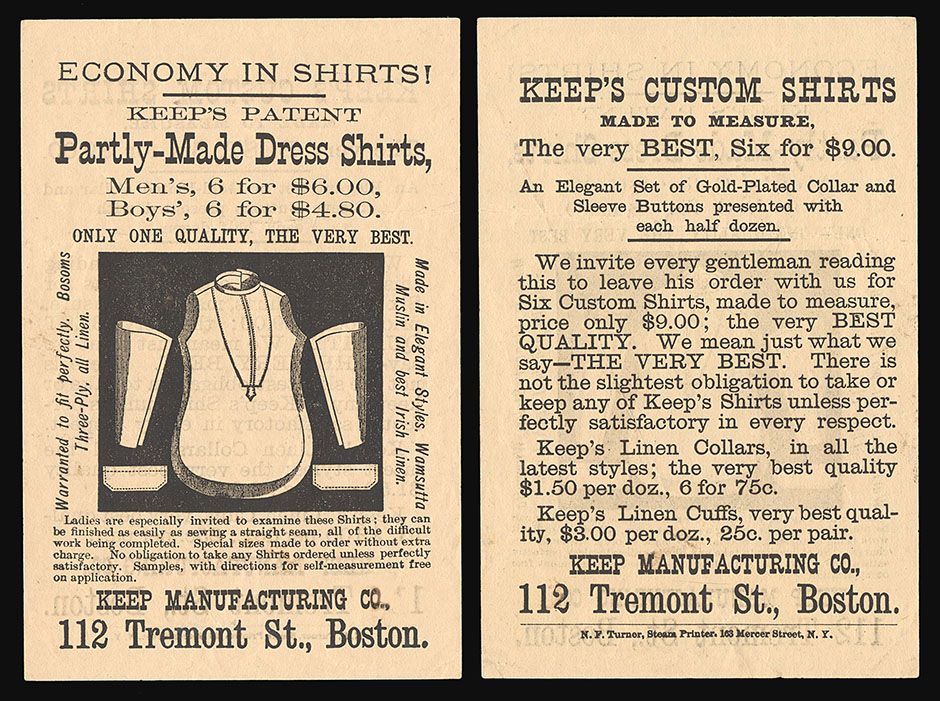 ECONOMY IN SHIRTS!
KEEP'S PATENT
Partly-Made Dress Shirts,
Men's, 6 for $6.00,
Boys', 6 for $4.80.
ONLY ONE QUALITY, THE VERY BEST.
Warranted to fit perfectly. Bosoms
Three-Ply, all Linen.
Made in Elegant Styles, Wamsutta
Muslin and best Irish Linen.
Ladies are especially invited to examine these Shirts; they can
be finished as easily as sewing a straight seam, all of the difficult
work being completed. Special sizes made to order without extra
charge. No obligation to take any Shirts ordered unless perfectly
satisfactory. Samples, with directions for self-measurement free
on application.
KEEP MANUFACTURING CO.,
112 Tremont St., Boston.
KEEP'S CUSTOM SHIRTS
MADE TO MEASURE,
The very BEST, Six for $9.00.
An Elegant Set of Gold-Plated Collar and
Sleeve Buttons presented with
each half dozen.
We invite every gentleman reading
this to leave his order with us for
Six Custom Shirts, made to measure,
price only $9.00; the very BEST
QUALITY. We mean just what we
say—THE VERY BEST. There is
not the slightest obligation to take or
keep any of Keep's Shirts unless per-
fectly satisfactory in every respect.
Keep's Linen Collars, in all the
latest styles; the very best quality
$1.50 per doz., 6 for 75c.
Keep's Linen Cuffs, very best qual-
ity, $3.00 per doz., 25c. per pair.
KEEP MANUFACTURING CO.,
112 Tremont St., Boston.
N. F. Turner, Steam Printer. 163 Mercer Street, N. Y.